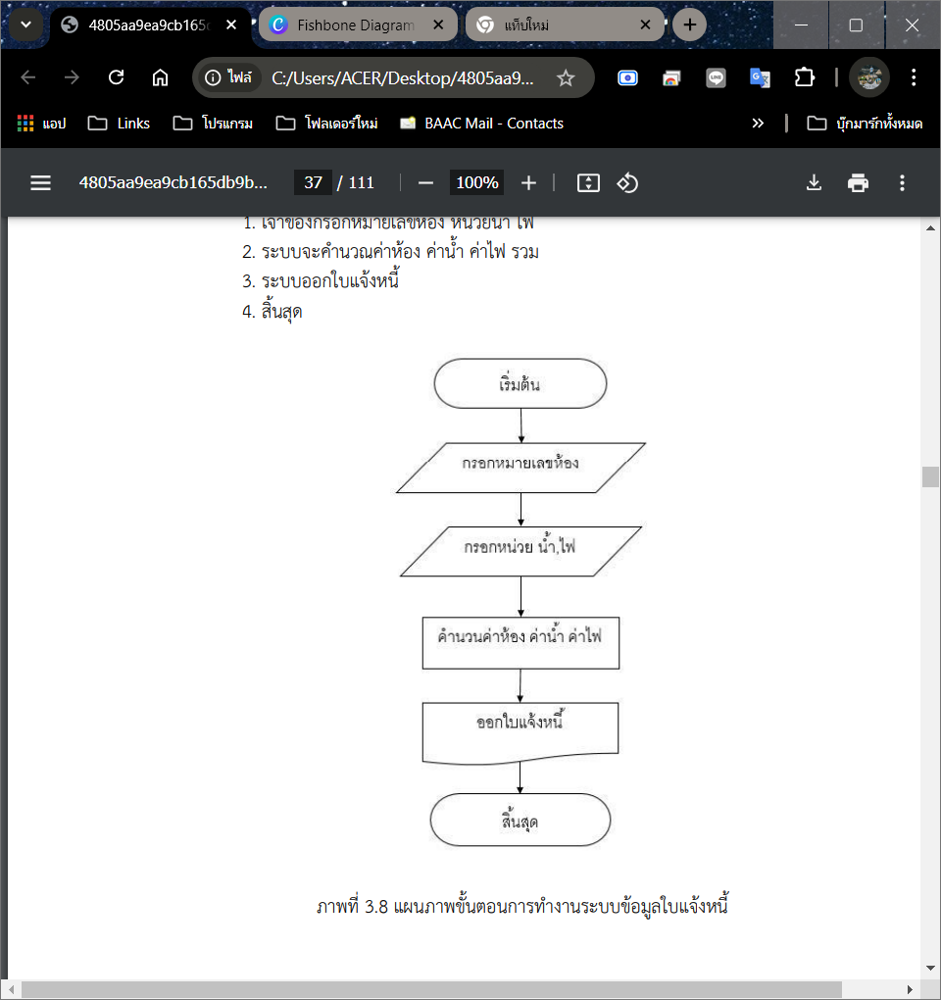 4805aa9ea9cb165d
Fishbone Diagram
แท็บใหม่
ไฟล์
C:/Users/ACER/Desktop/4805aa9...
แอป
Links
โปรแกรม
โฟลเดอร์ใหม่
BAAC Mail - Contacts
บุ๊กมาร์กทั้งหมด
4805aa9ea9cb165db9b...
37 / 111
100%
1. เจ้าของกรอกหมายเลขห้อง หน่วยน้ำ ไฟ
2. ระบบจะคำนวณค่าห้อง ค่าน้ำ ค่าไฟ รวม
3. ระบบออกใบแจ้งหนี้
4. สิ้นสุด
เริ่มต้น
กรอกหมายเลขห้อง
กรอกหน่วย น้ำ,ไฟ
คำนวนค่าห้อง ค่าน้ำ ค่าไฟ
ออกใบแจ้งหนี้
สิ้นสุด
ภาพที่ 3.8 แผนภาพขั้นตอนการทำงานระบบข้อมูลใบแจ้งหนี้